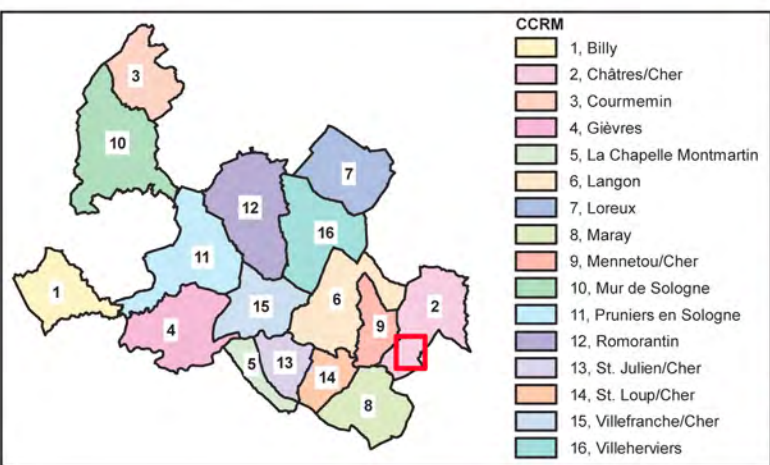 CCRM
1, Billy
2, Châtres/Cher
3, Courmemin
4, Gièvres
5, La Chapelle Montmartin
6, Langon
7, Loreux
8, Maray
9, Mennetou/Cher
10, Mur de Sologne
11, Pruniers en Sologne
12, Romorantin
13, St. Julien/Cher
14, St. Loup/Cher
15, Villefranche/Cher
16, Villeherviers
3
10
7
12
16
11
1
2
15
6
4
9
5
13
14
8